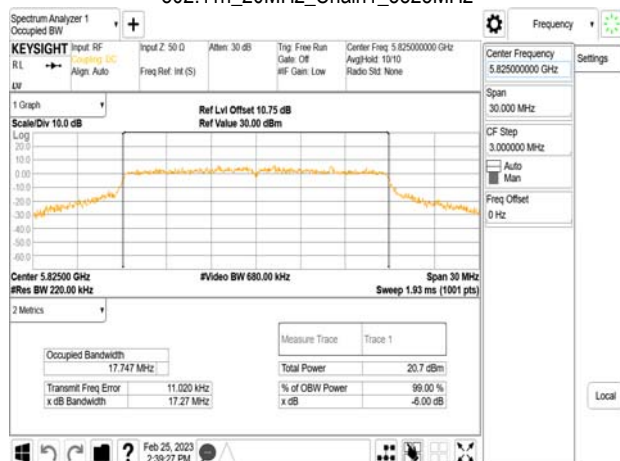 802.11n_20MHz_Chain1_5825MHz
Spectrum Analyzer 1
Occupied BW
Frequency
KEYSIGHT
Input: RF
Coupling: DC
Align: Auto
Input Z: 50 Ω
Freq Ref: Int (S)
Atten: 30 dB
Trig: Free Run
Gate: Off
#IF Gain: Low
Center Freq: 5.825000000 GHz
Avg|Hold: 10/10
Radio Std: None
RL
LXI
Center Frequency
5.825000000 GHz
Settings
Span
30.000 MHz
CF Step
3.000000 MHz
Auto
Man
Freq Offset
0 Hz
Local
1 Graph
Scale/Div 10.0 dB
Ref Lvl Offset 10.75 dB
Ref Value 30.00 dBm
Log
20.0
10.0
0.00
-10.0
-20.0
-30.0
-40.0
-50.0
-60.0
Center 5.82500 GHz
#Res BW 220.00 kHz
#Video BW 680.00 kHz
Span 30 MHz
Sweep 1.93 ms (1001 pts)
2 Metrics
Measure Trace
Trace 1
Occupied Bandwidth
17.747 MHz
Total Power
20.7 dBm
Transmit Freq Error
11.020 kHz
% of OBW Power
99.00 %
x dB Bandwidth
17.27 MHz
x dB
-6.00 dB
Feb 25, 2023
2:39:27 PM